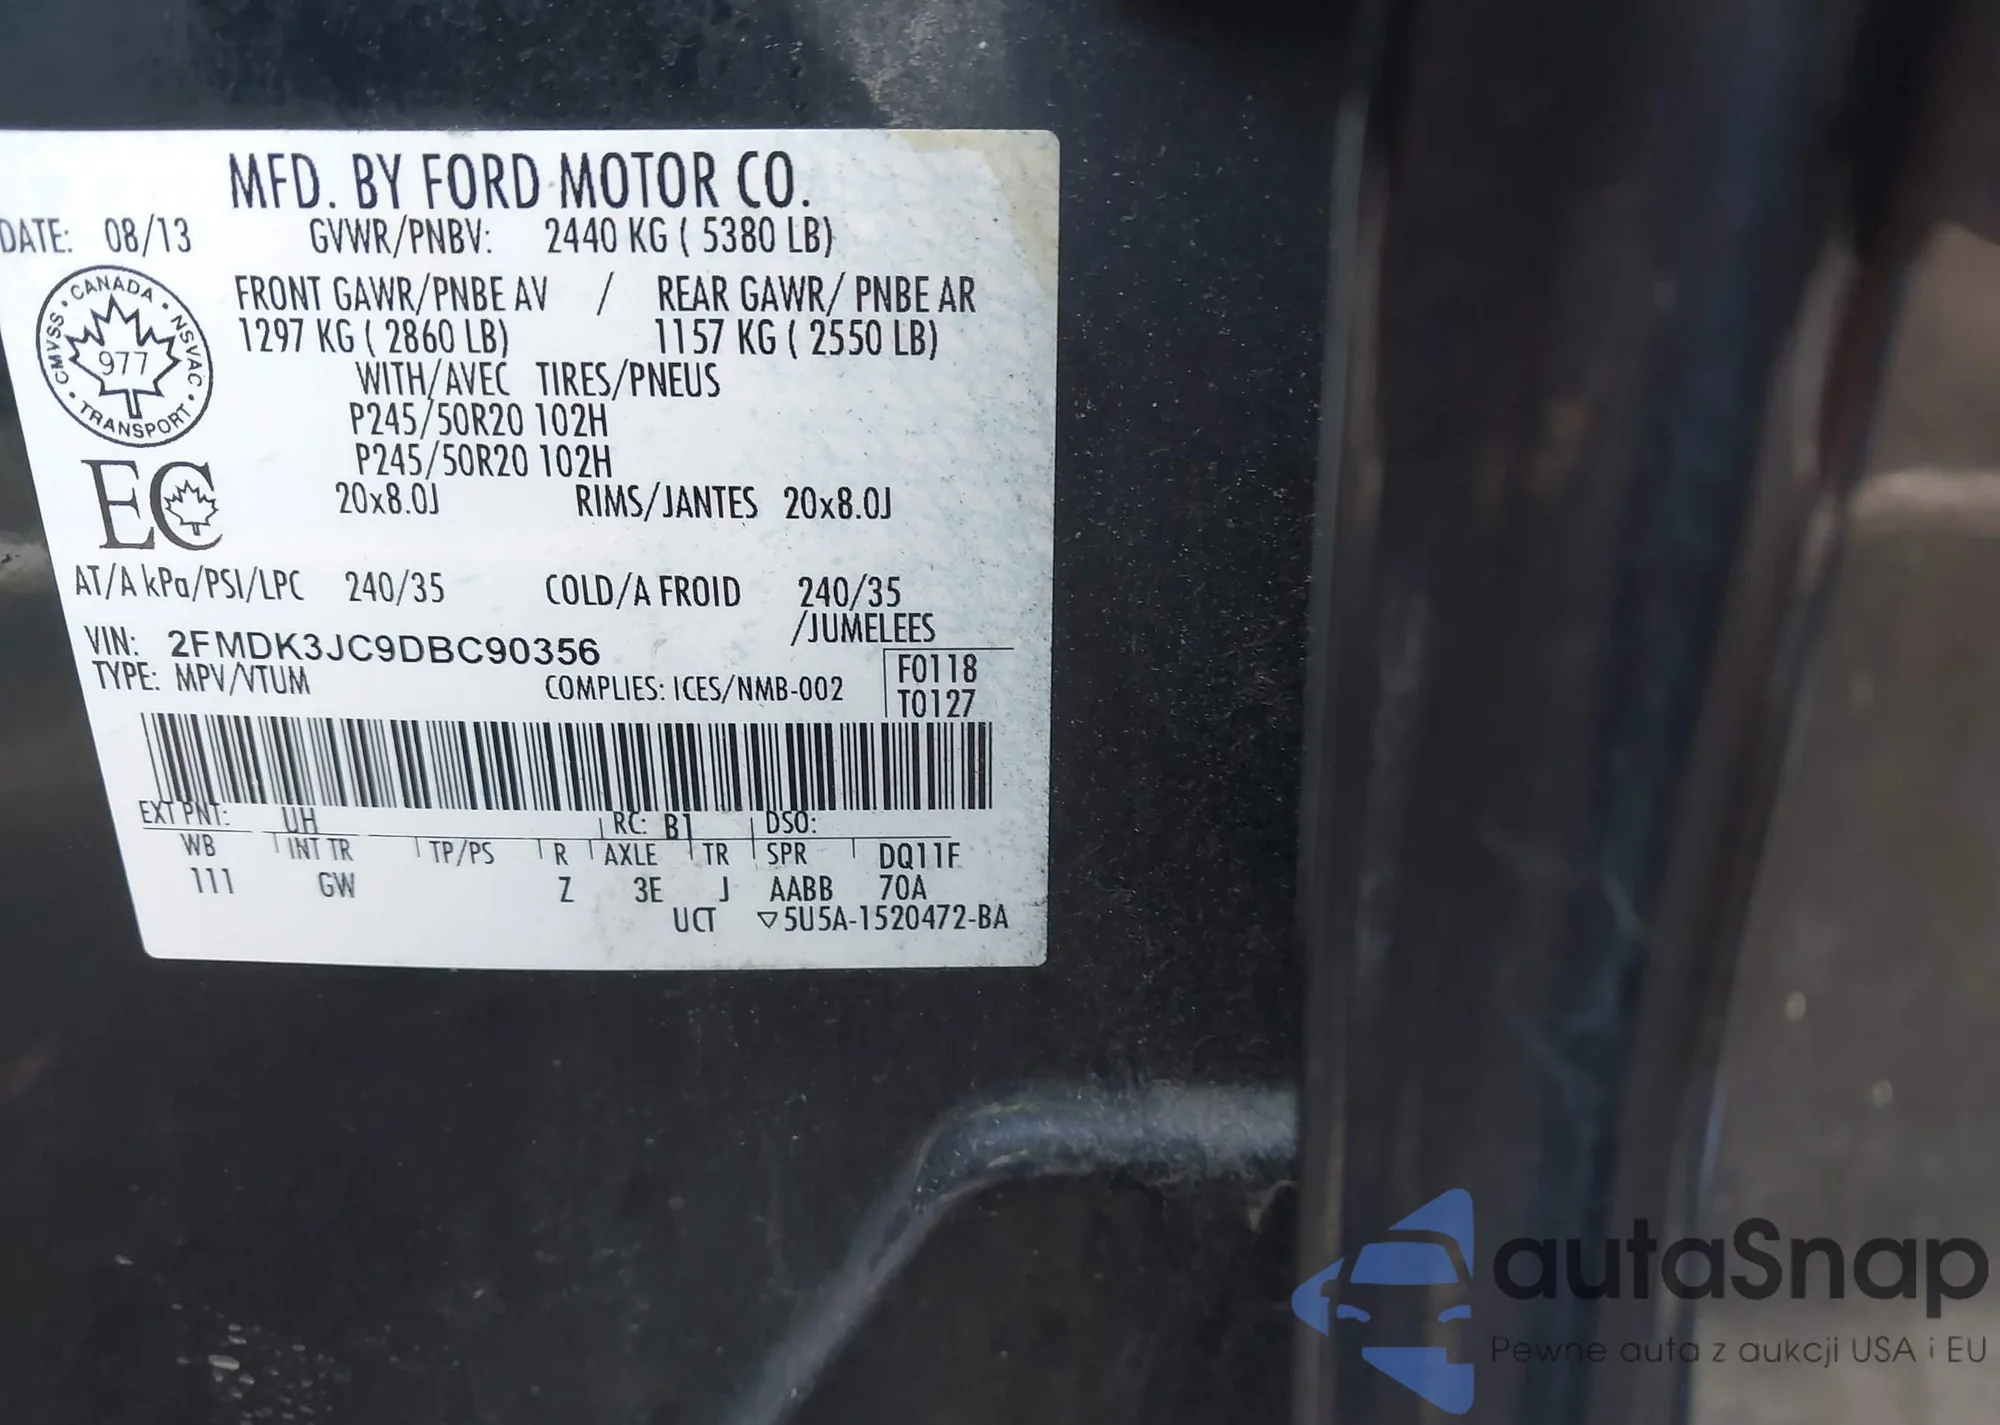 MFD. BY FORD MOTOR CO.
DATE: 08/13 GVWR/PNBV: 2440 KG ( 5380 LB)
FRONT GAWR/PNBE AV / REAR GAWR/ PNBE AR
1297 KG ( 2860 LB) 1157 KG ( 2550 LB)
WITH/AVEC TIRES/PNEUS
P245/50R20 102H
P245/50R20 102H
20x8.0J RIMS/JANTES 20x8.0J
CMVSS • CANADA • NSVAC • TRANSPORT •
977
EC
AT/A kPa/PSI/LPC 240/35 COLD/A FROID 240/35
/JUMELEES
VIN: 2FMDK3JC9DBC90356
TYPE: MPV/VTUM COMPLIES: ICES/NMB-002
F0118
T0127
EXT PNT: UH RC: B1 DSO:
WB INT TR TP/PS R AXLE TR SPR DQ11F
111 GW Z 3E J AABB 70A
UCT ▽5U5A-1520472-BA
autaSnap
Pewne auta z aukcji USA i EU